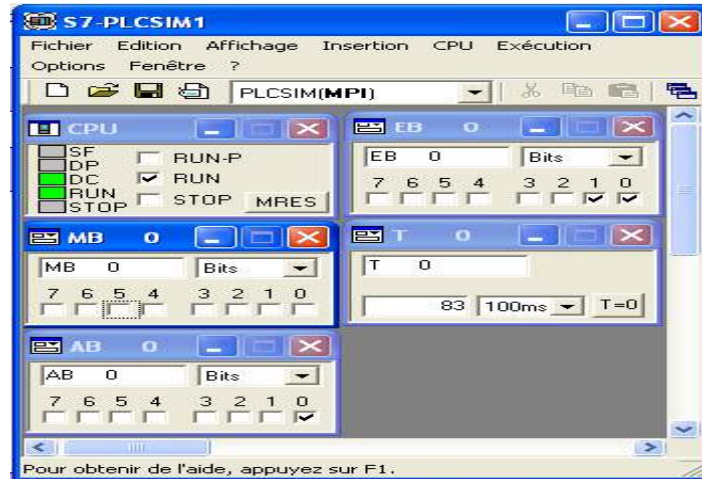 S7-PLCSIM1
Fichier Edition Affichage Insertion CPU Exécution
Options Fenêtre ?
PLCSIM(MPI)
CPU
SF
DP
DC
RUN
STOP
RUN-P
RUN
STOP MRES
EB 0
EB 0 Bits
7 6 5 4 3 2 1 0
MB 0
MB 0 Bits
7 6 5 4 3 2 1 0
T 0
T 0
83 100ms T=0
AB 0
AB 0 Bits
7 6 5 4 3 2 1 0
Pour obtenir de l'aide, appuyez sur F1.